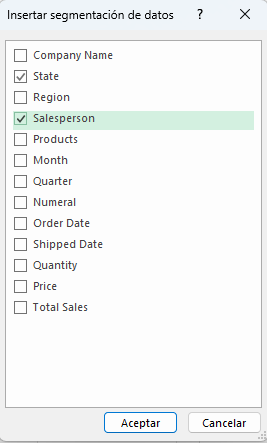 Insertar segmentación de datos ? ×
Company Name
State
Region
Salesperson
Products
Month
Quarter
Numeral
Order Date
Shipped Date
Quantity
Price
Total Sales
Aceptar Cancelar